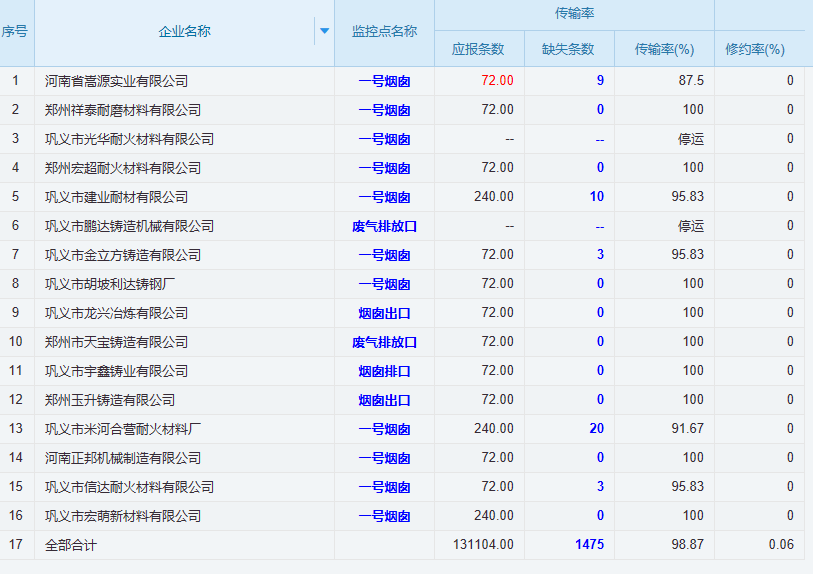 序号 企业名称 监控点名称 传输率
应报条数 缺失条数 传输率(%) 修约率(%)
1 河南省嵩源实业有限公司 一号烟囱 72.00 9 87.5 0
2 郑州祥泰耐磨材料有限公司 一号烟囱 72.00 0 100 0
3 巩义市光华耐火材料有限公司 一号烟囱 -- -- 停运 0
4 郑州宏超耐火材料有限公司 一号烟囱 72.00 0 100 0
5 巩义市建业耐材有限公司 一号烟囱 240.00 10 95.83 0
6 巩义市鹏达铸造机械有限公司 废气排放口 -- -- 停运 0
7 巩义市金立方铸造有限公司 一号烟囱 72.00 3 95.83 0
8 巩义市胡坡利达铸钢厂 一号烟囱 72.00 0 100 0
9 巩义市龙兴冶炼有限公司 烟囱出口 72.00 0 100 0
10 郑州市天宝铸造有限公司 废气排放口 72.00 0 100 0
11 巩义市宇鑫铸业有限公司 烟囱排口 72.00 0 100 0
12 郑州玉升铸造有限公司 烟囱出口 72.00 0 100 0
13 巩义市米河合营耐火材料厂 一号烟囱 240.00 20 91.67 0
14 河南正邦机械制造有限公司 一号烟囱 72.00 0 100 0
15 巩义市信达耐火材料有限公司 一号烟囱 72.00 3 95.83 0
16 巩义市宏萌新材料有限公司 一号烟囱 240.00 0 100 0
17 全部合计 131104.00 1475 98.87 0.06